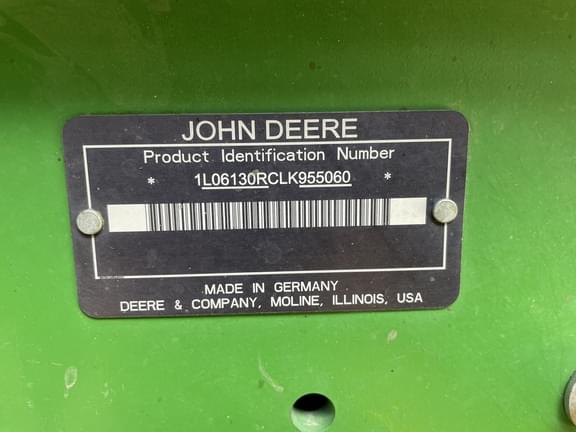 JOHN DEERE
Product Identification Number
* 1L06130RCLK955060 *
MADE IN GERMANY
DEERE & COMPANY, MOLINE, ILLINOIS, USA